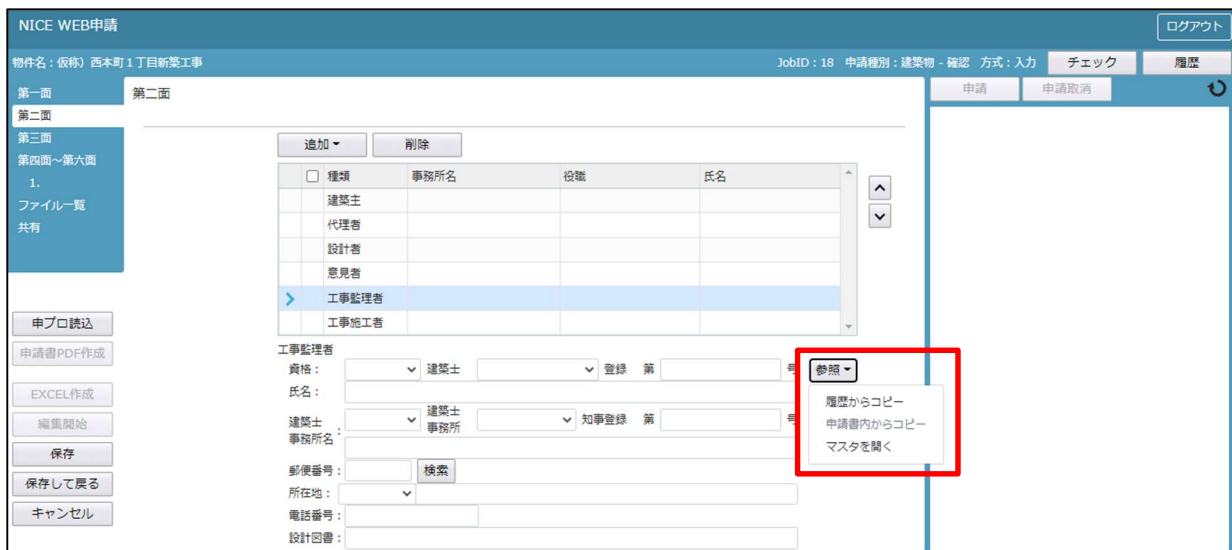 NICE WEB申請
ログアウト
物件名：仮称）西本町１丁目新築工事
JobID：18 申請種別：建築物 - 確認 方式：入力
チェック
履歴
第一面
第二面
第三面
第四面～第六面
1.
ファイル一覧
共有
第二面
申請
申請取消
追加
削除
種類 事務所名 役職 氏名
建築主
代理者
設計者
意見者
工事監理者
工事施工者
申プロ読込
申請書PDF作成
EXCEL作成
編集開始
保存
保存して戻る
キャンセル
工事監理者
資格： 建築士 登録 第 号
氏名：
建築士事務所名： 建築士事務所 知事登録 第 号
郵便番号： 検索
所在地：
電話番号：
設計図書：
参照
履歴からコピー
申請書内からコピー
マスタを開く